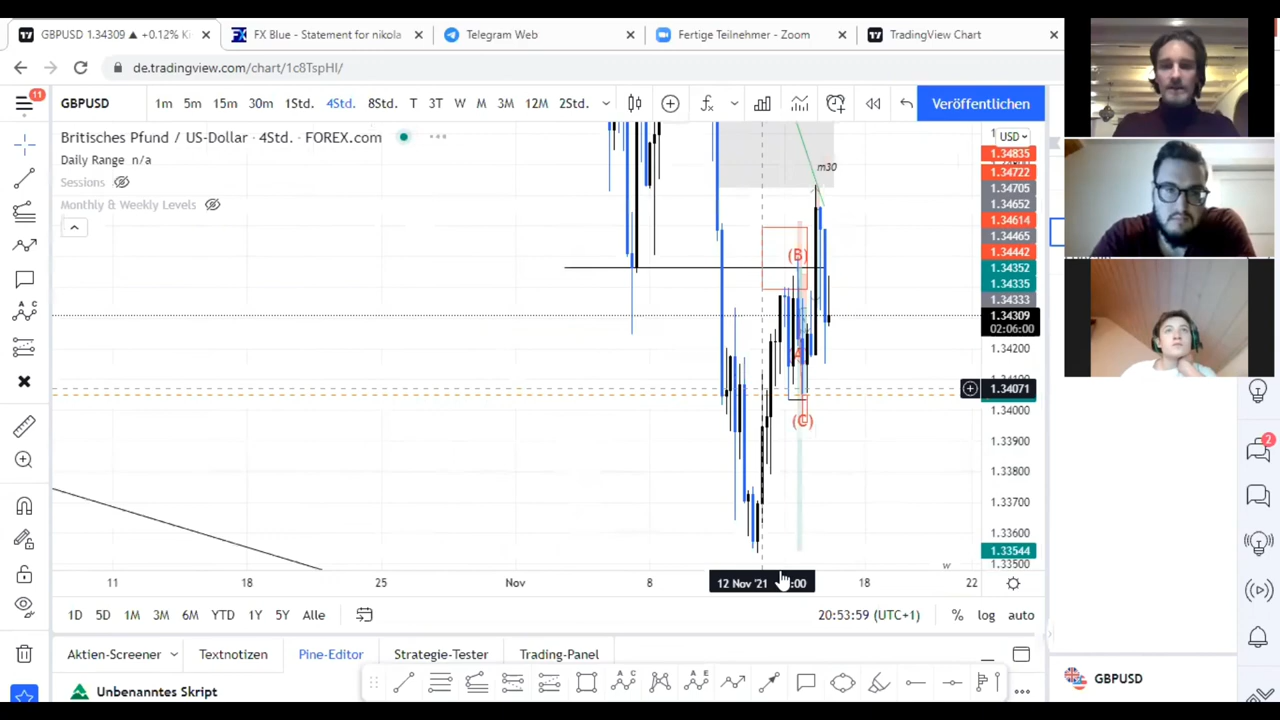 GBPUSD 1.34309 ▲ +0.12% K
FX Blue - Statement for nikola
Telegram Web
Fertige Teilnehmer - Zoom
TradingView Chart
de.tradingview.com/chart/1c8TspHl/
11
GBPUSD
1m 5m 15m 30m 1Std. 4Std. 8Std. T 3T W M 3M 12M 2Std.
Veröffentlichen
Britisches Pfund / US-Dollar · 4Std. · FOREX.com
USD
Daily Range n/a
Sessions
Monthly & Weekly Levels
m30
(B)
A
(C)
1.34835
1.34722
1.34705
1.34652
1.34614
1.34465
1.34442
1.34352
1.34335
1.34333
1.34309
02:06:00
1.34200
1.34071
1.34000
1.33900
1.33800
1.33700
1.33600
1.33544
1.33500
w
11 18 25 Nov 8 12 Nov '21 :00 18 22
1D 5D 1M 3M 6M YTD 1Y 5Y Alle
20:53:59 (UTC+1) % log auto
Aktien-Screener Textnotizen Pine-Editor Strategie-Tester Trading-Panel
Unbenanntes Skript
2
GBPUSD